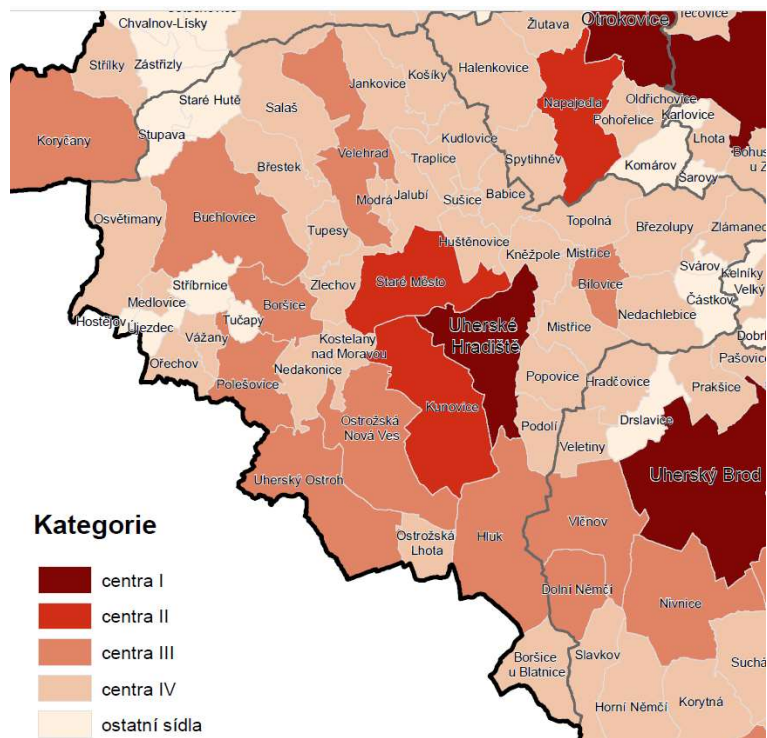 Chvalnov-Lísky
Žlutava
Otrokovice
Tečovice
Střílky
Zástřizly
Jankovice
Košíky
Halenkovice
Staré Hutě
Salaš
Napajedla
Oldřichovice
Karlovice
Pohořelice
Koryčany
Stupava
Velehrad
Traplice
Kudlovice
Spytihněv
Lhota
Bohus
u Z
Břestek
Komárov
Šarovy
Modrá
Jalubí
Sušice
Babice
Osvětimany
Buchlovice
Tupesy
Topolná
Březolupy
Zlámanec
Huštěnovice
Kněžpole
Mistřice
Stříbrnice
Zlechov
Staré Město
Bílovice
Svárov
Kelníky
Velký
Částkov
Medlovice
Boršice
Hostějov
Újezdec
Tučapy
Vážany
Kostelany
nad Moravou
Uherské
Hradiště
Mistřice
Nedachlebice
Dobrk
Ořechov
Nedakonice
Polešovice
Popovice
Hradčovice
Pašovice
Prakšice
Kunovice
Ostrožská
Nová Ves
Podolí
Drslavice
Veletiny
Uherský Ostroh
Uherský Brod
Kategorie
Vlčnov
Ostrožská
Lhota
Hluk
centra I
Dolní Němčí
Nivnice
centra II
centra III
Boršice
u Blatnice
Slavkov
Suchá
centra IV
Horní Němčí
Korytná
ostatní sídla